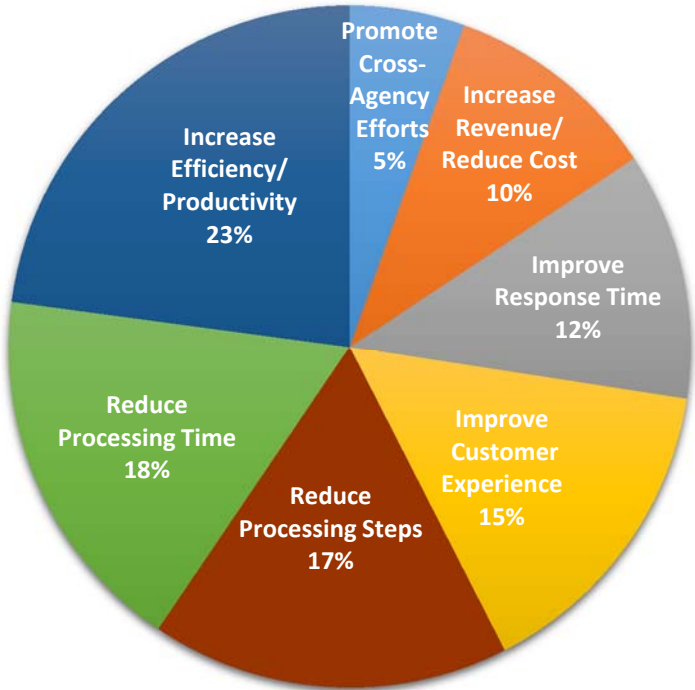 Promote
Cross-
Agency
Efforts
5%
Increase
Revenue/
Reduce Cost
10%
Improve
Response Time
12%
Improve
Customer
Experience
15%
Reduce
Processing Steps
17%
Reduce
Processing Time
18%
Increase
Efficiency/
Productivity
23%